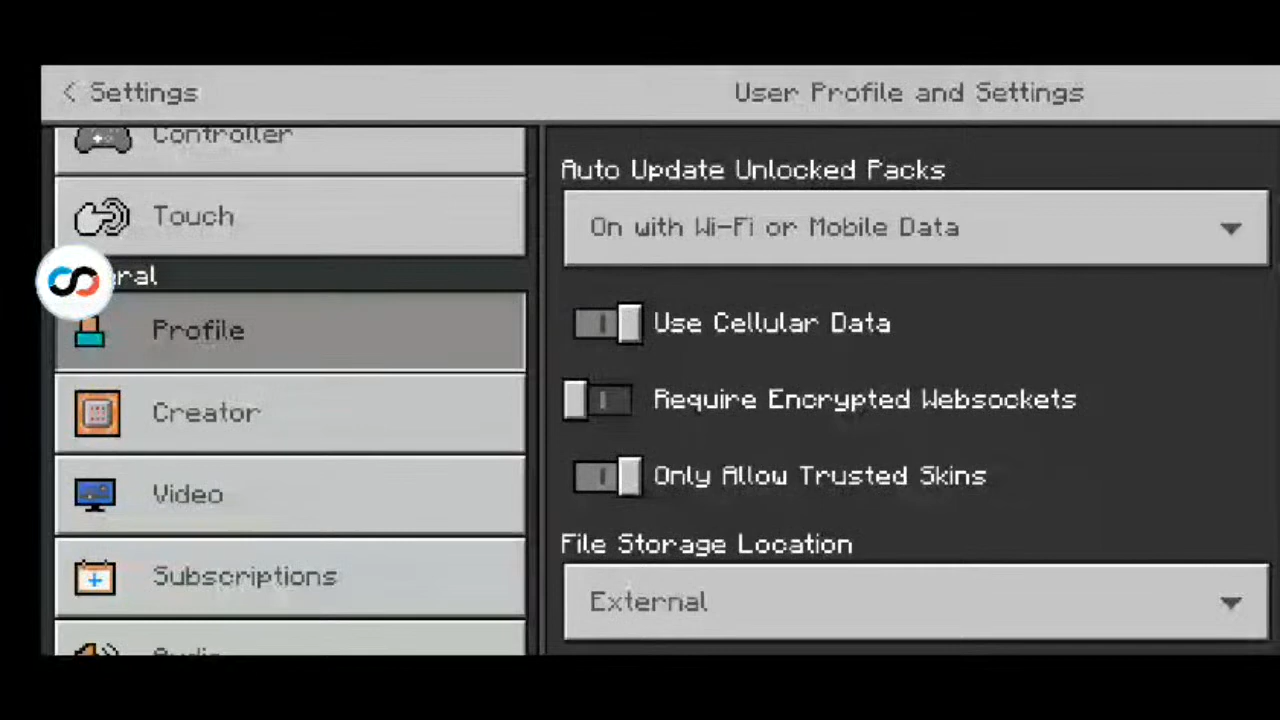 < Settings
User Profile and Settings
Controller
Touch
Profile
Creator
Video
Subscriptions
Audio
Auto Update Unlocked Packs
On with Wi-Fi or Mobile Data
Use Cellular Data
Require Encrypted Websockets
Only Allow Trusted Skins
File Storage Location
External